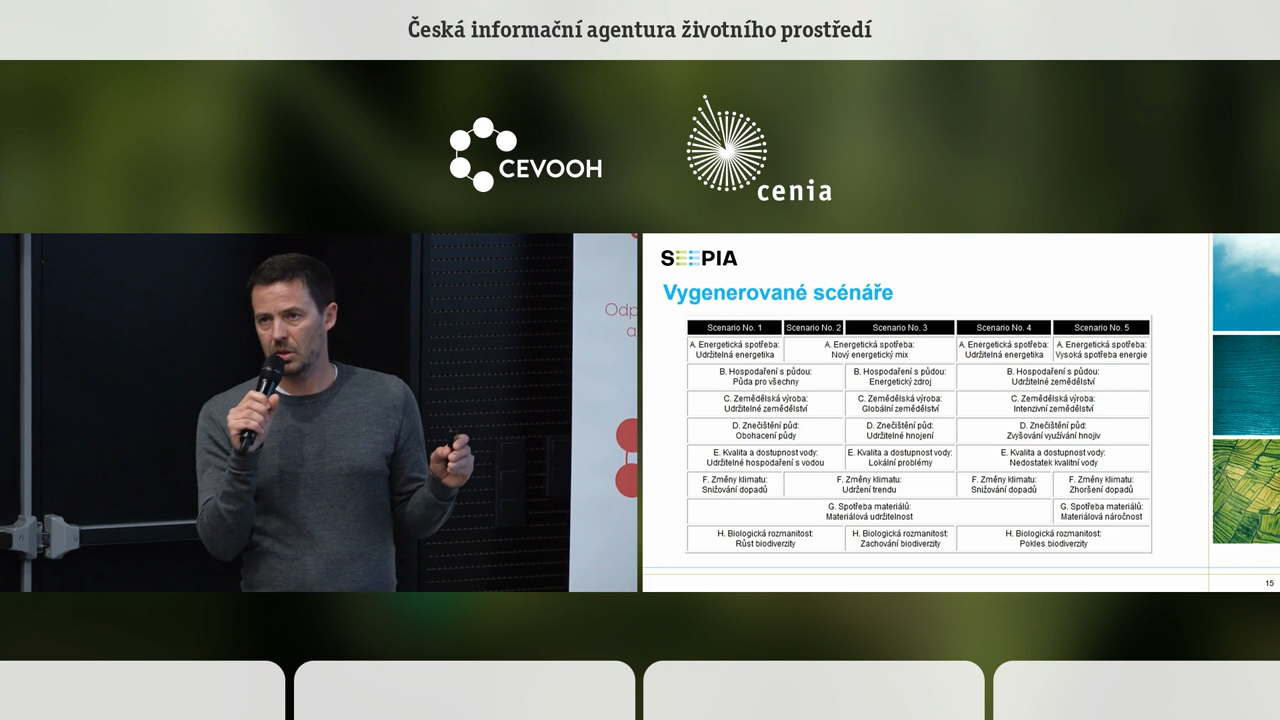 Česká informační agentura životního prostředí
CEVOOH
cenia
Odp
a
SEEPIA
Vygenerované scénáře
Scenario No. 1 Scenario No. 2 Scenario No. 3 Scenario No. 4 Scenario No. 5
A. Energetická spotřeba: A. Energetická spotřeba: A. Energetická spotřeba: A. Energetická spotřeba:
Udržitelná energetika Nový energetický mix Udržitelná energetika Vysoká spotřeba energie
B. Hospodaření s půdou: B. Hospodaření s půdou: B. Hospodaření s půdou:
Půda pro všechny Energetický zdroj Udržitelné zemědělství
C. Zemědělská výroba: C. Zemědělská výroba: C. Zemědělská výroba:
Udržitelné zemědělství Globální zemědělství Intenzivní zemědělství
D. Znečištění půd: D. Znečištění půd: D. Znečištění půd:
Obohacení půdy Udržitelné hnojení Zvyšování využívání hnojiv
E. Kvalita a dostupnost vody: E. Kvalita a dostupnost vody: E. Kvalita a dostupnost vody:
Udržitelné hospodaření s vodou Lokální problémy Nedostatek kvalitní vody
F. Změny klimatu: F. Změny klimatu: F. Změny klimatu: F. Změny klimatu:
Snižování dopadů Udržení trendu Snižování dopadů Zhoršení dopadů
G. Spotřeba materiálů: G. Spotřeba materiálů:
Materiálová udržitelnost Materiálová náročnost
H. Biologická rozmanitost: H. Biologická rozmanitost: H. Biologická rozmanitost:
Růst biodiverzity Zachování biodiverzity Pokles biodiverzity
15